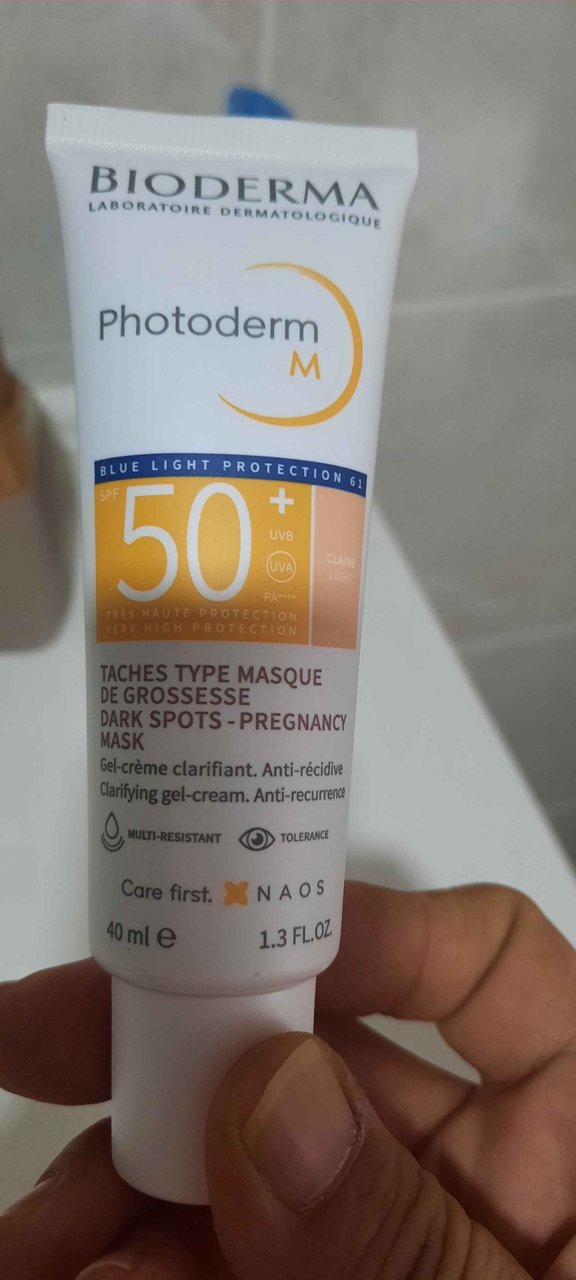 BIODERMA
LABORATOIRE DERMATOLOGIQUE
Photoderm
M
BLUE LIGHT PROTECTION 61
SPF
50+
UVB
UVA
PA++++
CLAIRE
LIGHT
TRÈS HAUTE PROTECTION
VERY HIGH PROTECTION
TACHES TYPE MASQUE
DE GROSSESSE
DARK SPOTS - PREGNANCY
MASK
Gel-crème clarifiant. Anti-récidive
Clarifying gel-cream. Anti-recurrence
MULTI-RESISTANT TOLERANCE
Care first. NAOS
40 ml ℮ 1.3 FL.OZ.